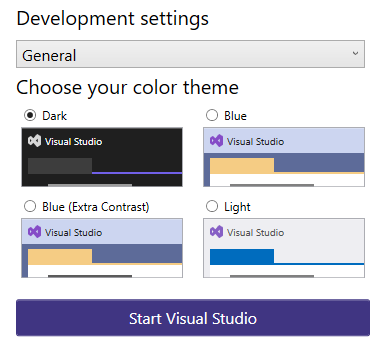 Development settings
General
Choose your color theme
Dark
Blue
Visual Studio
Visual Studio
Blue (Extra Contrast)
Light
Visual Studio
Visual Studio
Start Visual Studio